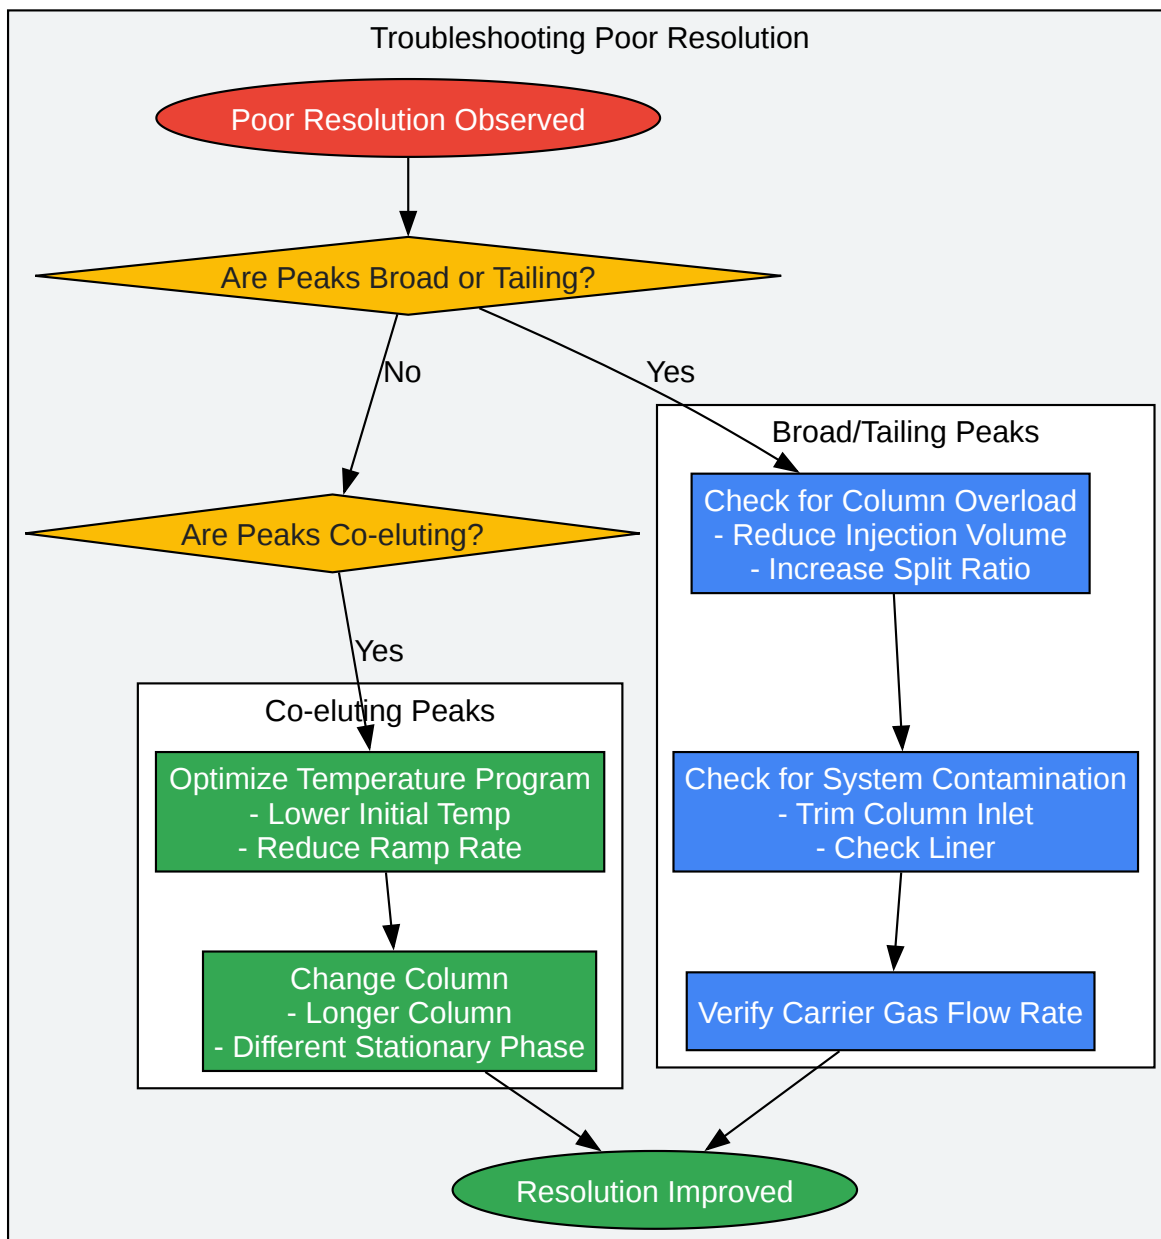 Troubleshooting Poor Resolution
Poor Resolution Observed
Are Peaks Broad or Tailing?
No
Yes
Broad/Tailing Peaks
Check for Column Overload
- Reduce Injection Volume
- Increase Split Ratio
Are Peaks Co-eluting?
Yes
Co-eluting Peaks
Optimize Temperature Program
- Lower Initial Temp
- Reduce Ramp Rate
Check for System Contamination
- Trim Column Inlet
- Check Liner
Change Column
- Longer Column
- Different Stationary Phase
Verify Carrier Gas Flow Rate
Resolution Improved